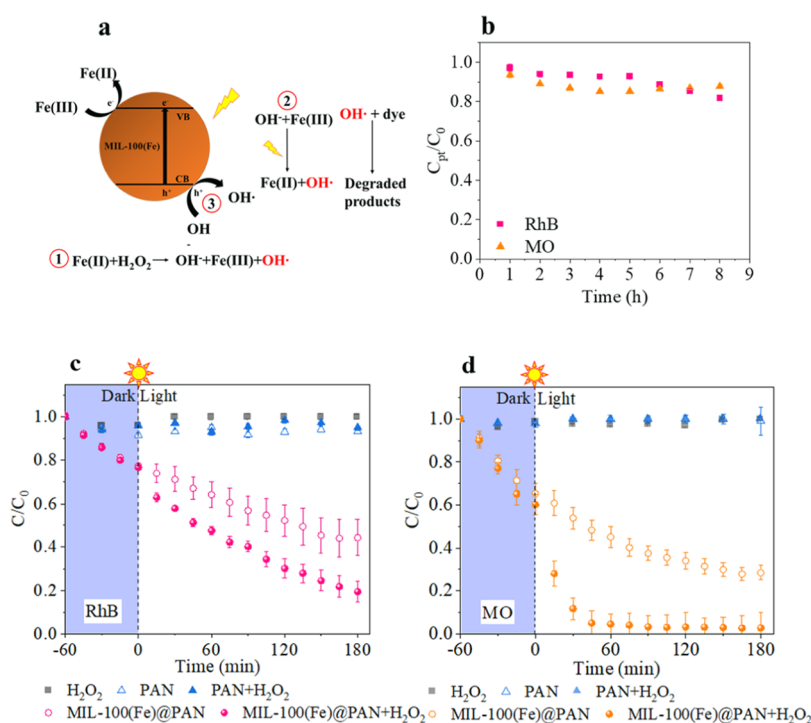 a
Fe(II)
Fe(III)
e-
e-
VB
MIL-100(Fe)
CB
h+
h+
3
OH·
OH
-
2
OH-+Fe(III)
OH· + dye
Fe(II)+OH·
Degraded
products
1 Fe(II)+H2O2 → OH-+Fe(III)+OH·
b
Cpt/C0
1.0
0.8
0.6
0.4
0.2
0.0
RhB
MO
0 1 2 3 4 5 6 7 8 9
Time (h)
c
Dark Light
C/C0
1.0
0.8
0.6
0.4
0.2
0.0
RhB
-60 0 60 120 180
Time (min)
H2O2 PAN PAN+H2O2
MIL-100(Fe)@PAN MIL-100(Fe)@PAN+H2O2
d
Dark Light
C/C0
1.0
0.8
0.6
0.4
0.2
0.0
MO
-60 0 60 120 180
Time (min)
H2O2 PAN PAN+H2O2
MIL-100(Fe)@PAN MIL-100(Fe)@PAN+H2O2